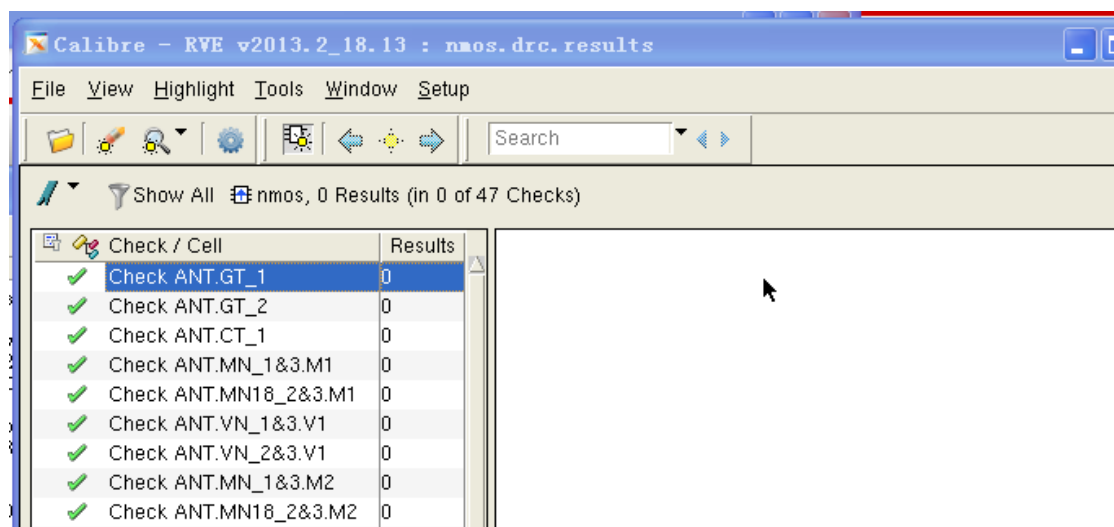 Calibre - RVE v2013.2_18.13 : nmos.drc.results
File View Highlight Tools Window Setup
Search
Show All nmos, 0 Results (in 0 of 47 Checks)
Check / Cell Results
Check ANT.GT_1 0
Check ANT.GT_2 0
Check ANT.CT_1 0
Check ANT.MN_1&3.M1 0
Check ANT.MN18_2&3.M1 0
Check ANT.VN_1&3.V1 0
Check ANT.VN_2&3.V1 0
Check ANT.MN_1&3.M2 0
Check ANT.MN18_2&3.M2 0